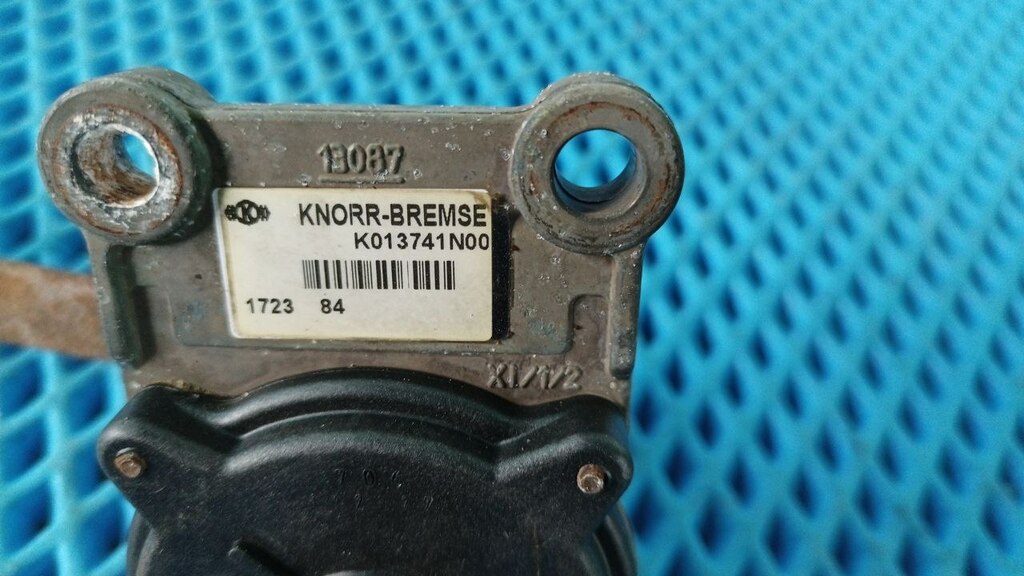 13087
K
KNORR-BREMSE
K013741N00
1723 84
XI/1/2